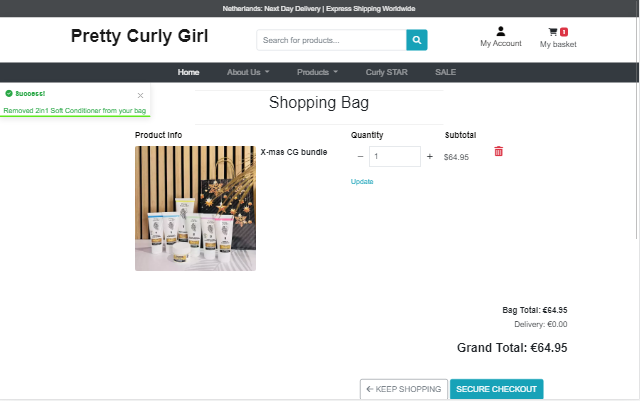 Netherlands: Next Day Delivery | Express Shipping Worldwide
Pretty Curly Girl
Search for products...
1
My Account
My basket
Home
About Us
Products
Curly STAR
SALE
Success!
Removed 2in1 Soft Conditioner from your bag
Shopping Bag
Product Info
Quantity
Subtotal
X-mas CG bundle
− 1 +
$64.95
Update
Bag Total: €64.95
Delivery: €0.00
Grand Total: €64.95
KEEP SHOPPING
SECURE CHECKOUT